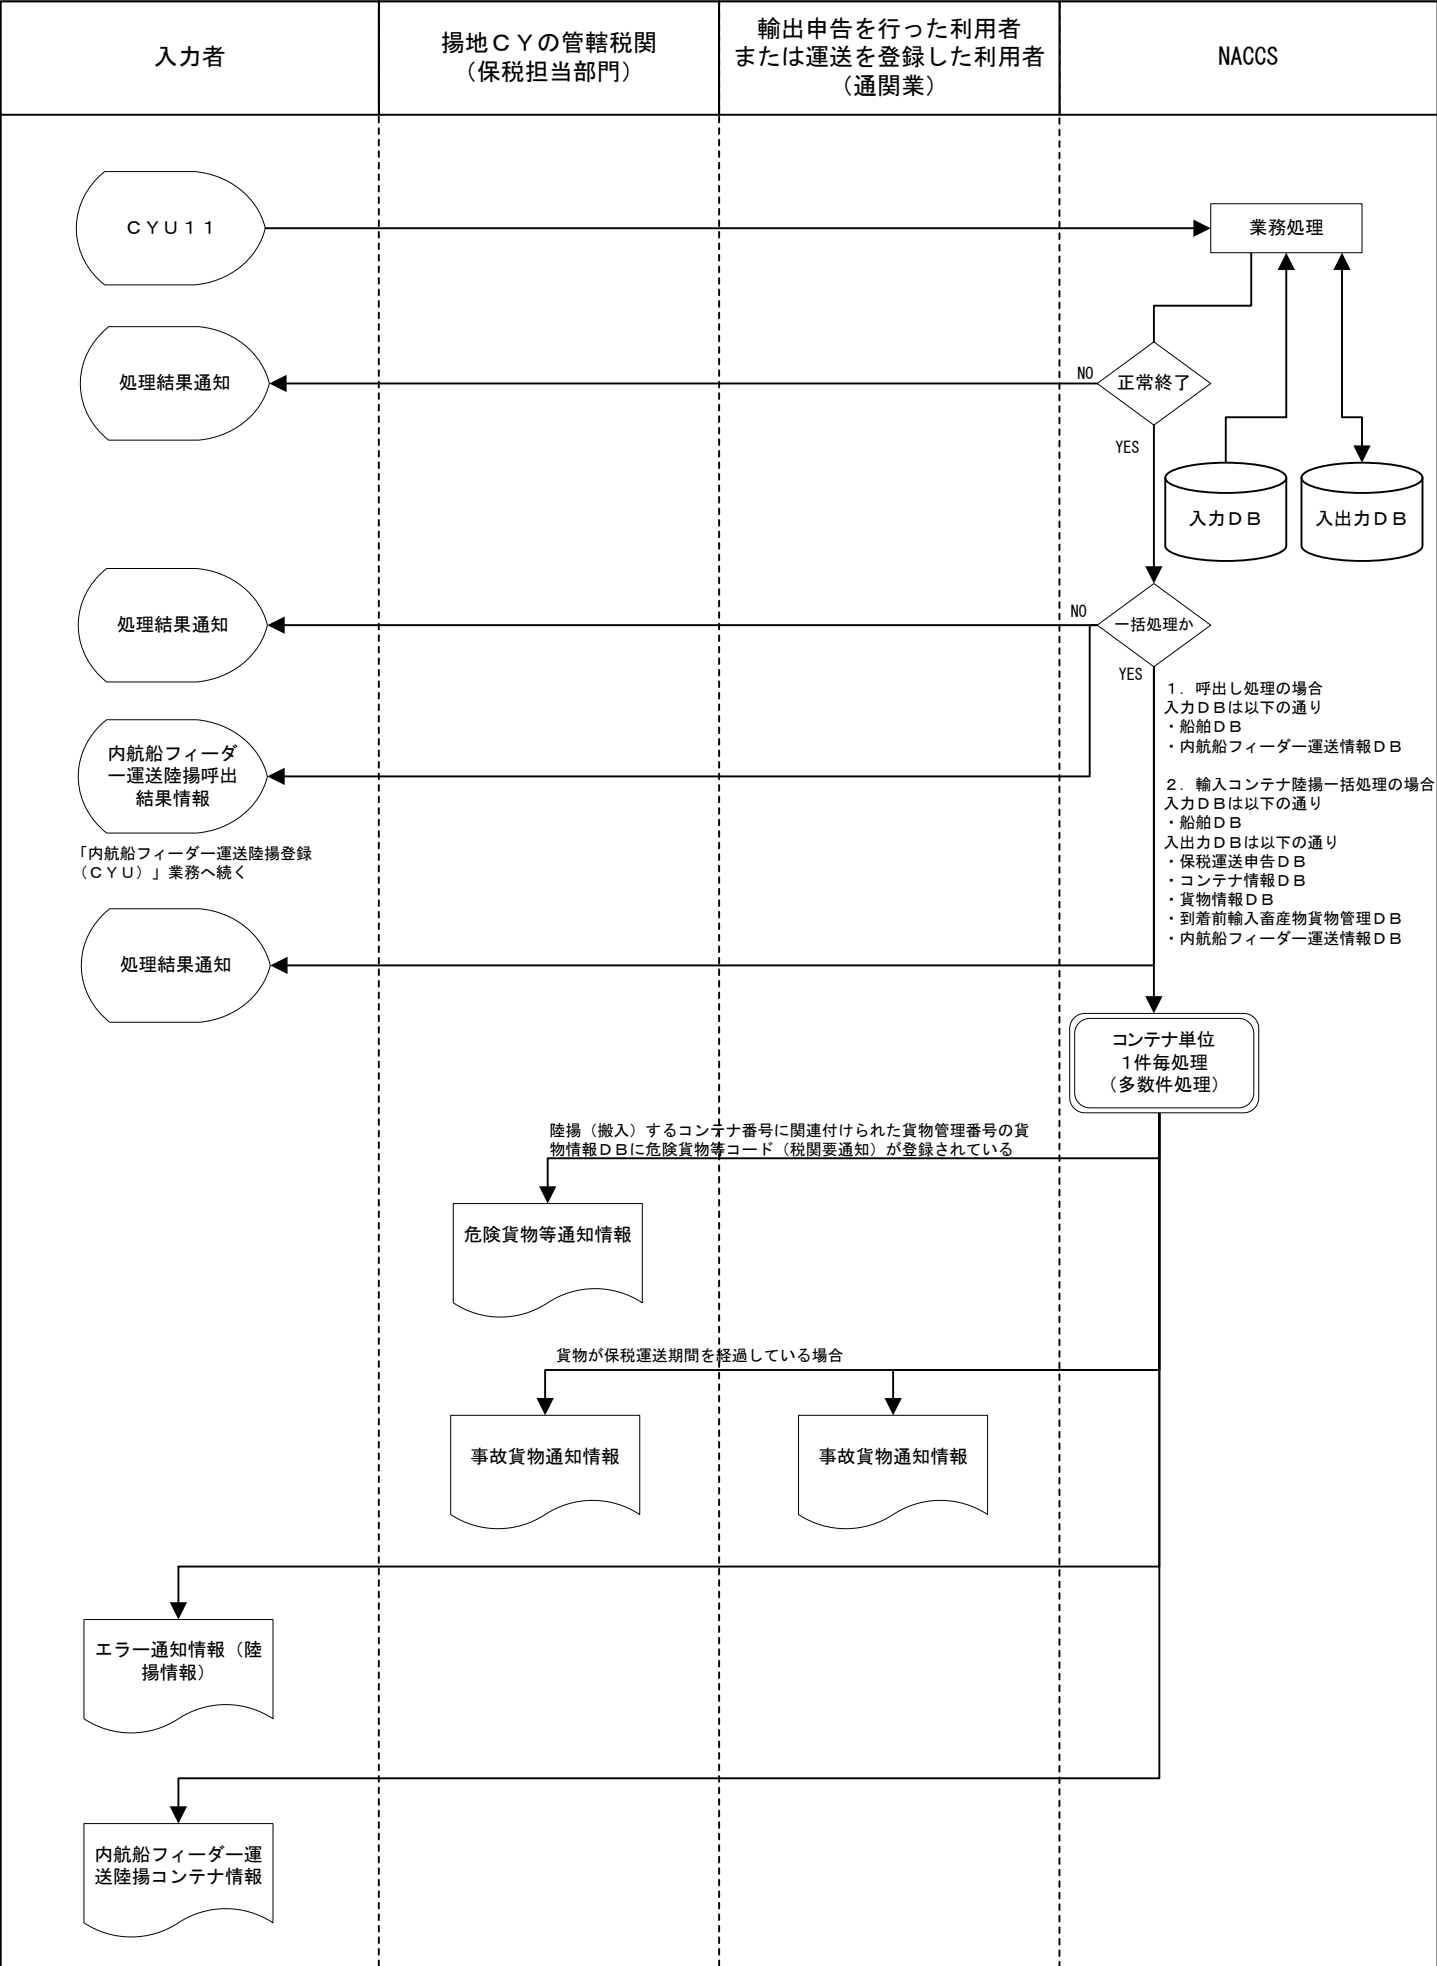 入力者
揚地ＣＹの管轄税関
（保税担当部門）
輸出申告を行った利用者
または運送を登録した利用者
（通関業）
NACCS
ＣＹＵ１１
業務処理
処理結果通知
NO
正常終了
YES
入力ＤＢ
入出力ＤＢ
処理結果通知
NO
一括処理か
YES
１．呼出し処理の場合
入力ＤＢは以下の通り
・船舶ＤＢ
・内航船フィーダー運送情報ＤＢ
２．輸入コンテナ陸揚一括処理の場合
入力ＤＢは以下の通り
・船舶ＤＢ
入出力ＤＢは以下の通り
・保税運送申告ＤＢ
・コンテナ情報ＤＢ
・貨物情報ＤＢ
・到着前輸入畜産物貨物管理ＤＢ
・内航船フィーダー運送情報ＤＢ
内航船フィーダ
ー運送陸揚呼出
結果情報
「内航船フィーダー運送陸揚登録
（ＣＹＵ）」業務へ続く
処理結果通知
コンテナ単位
1件毎処理
（多数件処理）
陸揚（搬入）するコンテナ番号に関連付けられた貨物管理番号の貨
物情報ＤＢに危険貨物等コード（税関要通知）が登録されている
危険貨物等通知情報
貨物が保税運送期間を経過している場合
事故貨物通知情報
事故貨物通知情報
エラー通知情報（陸
揚情報）
内航船フィーダー運
送陸揚コンテナ情報